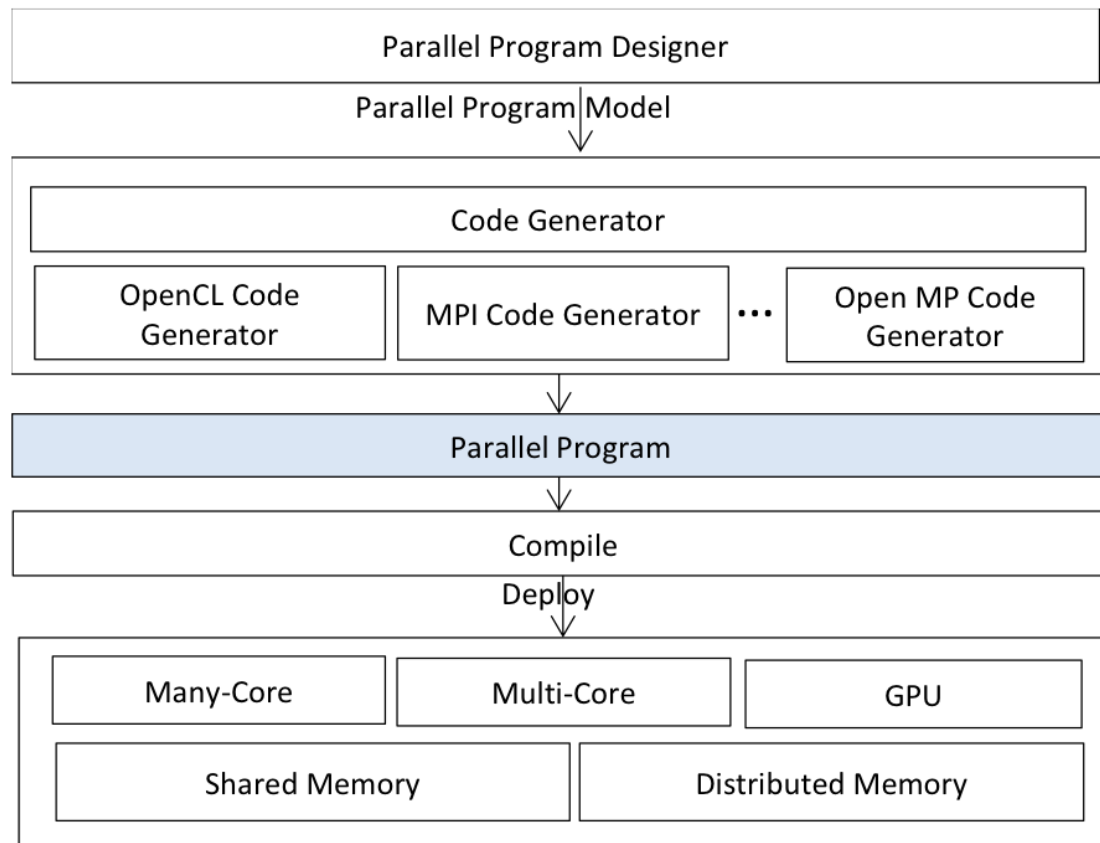 Parallel Program Designer
Parallel Program Model
Code Generator
OpenCL Code
Generator
MPI Code Generator
...
Open MP Code
Generator
Parallel Program
Compile
Deploy
Many-Core
Multi-Core
GPU
Shared Memory
Distributed Memory